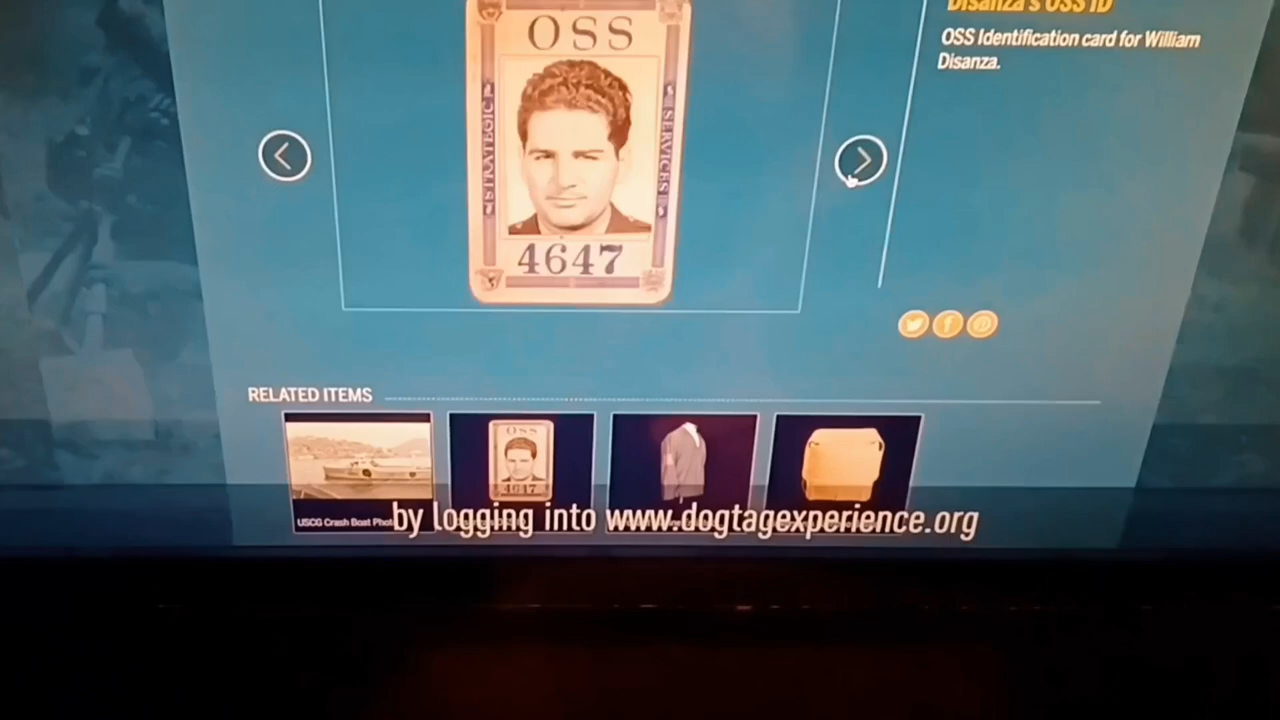 Disanza's OSS ID
OSS Identification card for William
Disanza.
OSS
STRATEGIC
SERVICES
4647
RELATED ITEMS
OSS
4647
USCG Crash Boat Photo
by logging into www.dogtagexperience.org